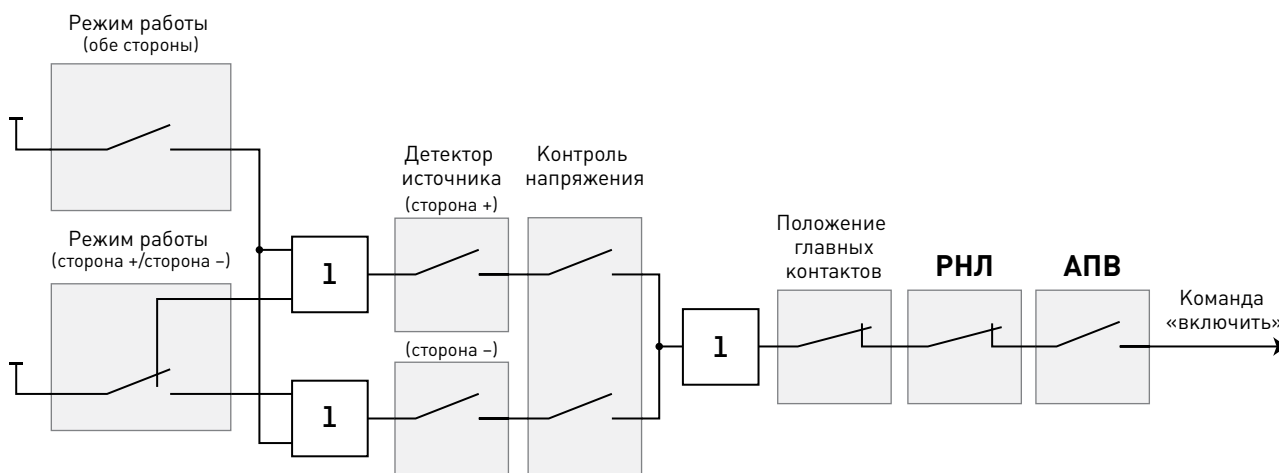 Режим работы
(обе стороны)
Режим работы
(сторона +/сторона –)
1
1
Детектор
источника
(сторона +)
(сторона –)
Контроль
напряжения
1
Положение
главных
контактов
РНЛ
АПВ
Команда
«включить»